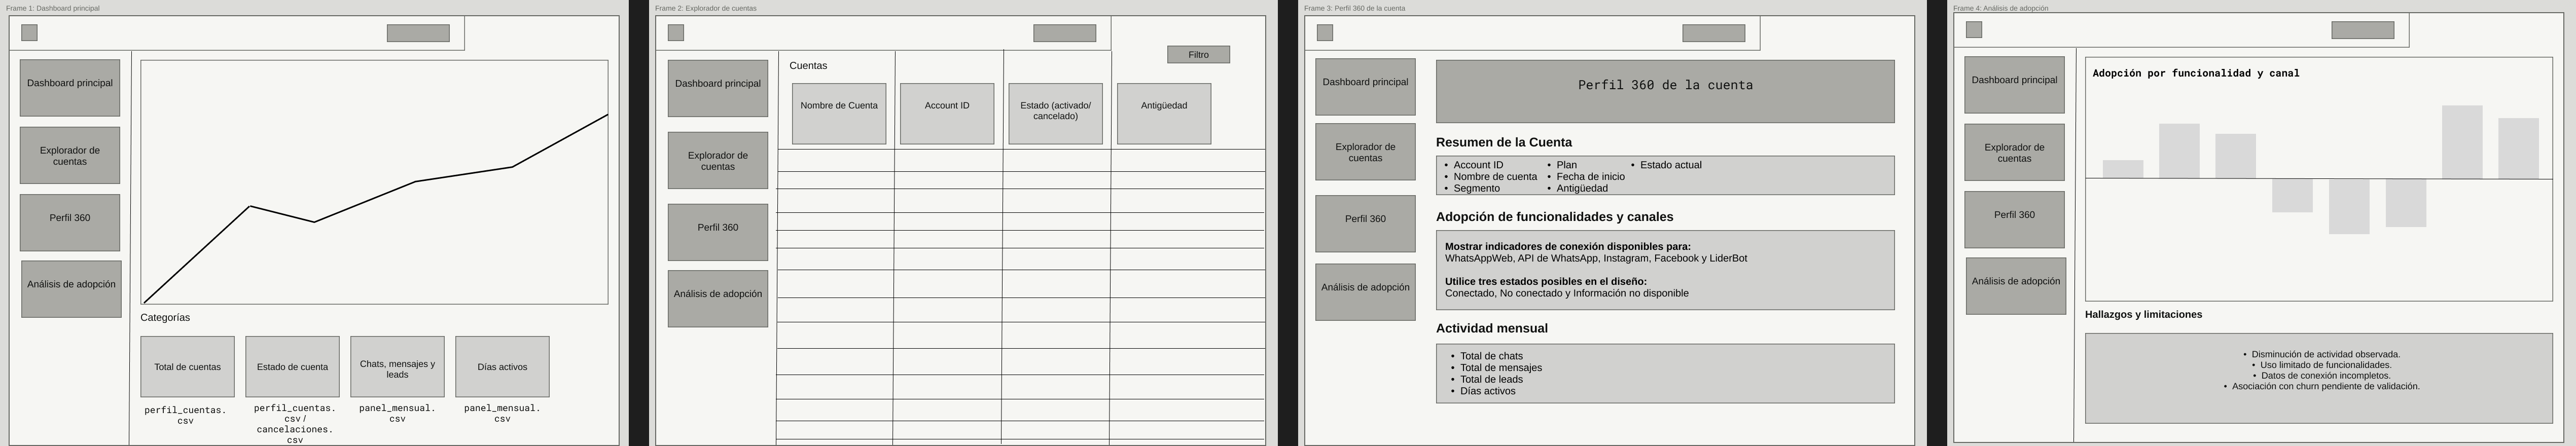 Frame 1: Dashboard principal
Dashboard principal
Explorador de
cuentas
Perfil 360
Análisis de adopción
Categorías
Total de cuentas
Estado de cuenta
Chats, mensajes y
leads
Días activos
perfil_cuentas.
csv
perfil_cuentas.
csv /
cancelaciones.
csv
panel_mensual.
csv
panel_mensual.
csv
Frame 2: Explorador de cuentas
Filtro
Dashboard principal
Explorador de
cuentas
Perfil 360
Análisis de adopción
Cuentas
Nombre de Cuenta
Account ID
Estado (activado/
cancelado)
Antigüedad
Frame 3: Perfil 360 de la cuenta
Dashboard principal
Explorador de
cuentas
Perfil 360
Análisis de adopción
Perfil 360 de la cuenta
Resumen de la Cuenta
• Account ID • Plan • Estado actual
• Nombre de cuenta • Fecha de inicio
• Segmento • Antigüedad
Adopción de funcionalidades y canales
Mostrar indicadores de conexión disponibles para:
WhatsAppWeb, API de WhatsApp, Instagram, Facebook y LiderBot
Utilice tres estados posibles en el diseño:
Conectado, No conectado y Información no disponible
Actividad mensual
• Total de chats
• Total de mensajes
• Total de leads
• Días activos
Frame 4: Análisis de adopción
Dashboard principal
Explorador de
cuentas
Perfil 360
Análisis de adopción
Adopción por funcionalidad y canal
Hallazgos y limitaciones
• Disminución de actividad observada.
• Uso limitado de funcionalidades.
• Datos de conexión incompletos.
• Asociación con churn pendiente de validación.